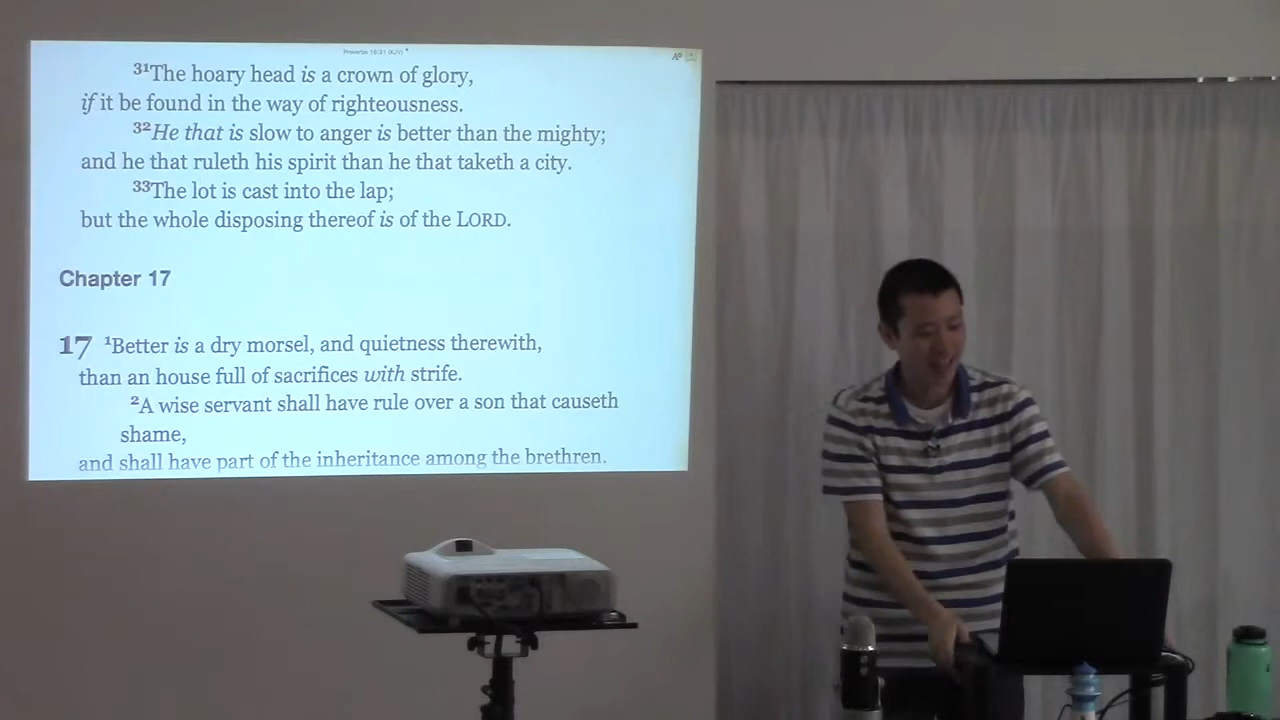 Proverbs 16:31 (KJV)
31The hoary head is a crown of glory,
if it be found in the way of righteousness.
32He that is slow to anger is better than the mighty;
and he that ruleth his spirit than he that taketh a city.
33The lot is cast into the lap;
but the whole disposing thereof is of the LORD.
Chapter 17
17 1Better is a dry morsel, and quietness therewith,
than an house full of sacrifices with strife.
2A wise servant shall have rule over a son that causeth
shame,
and shall have part of the inheritance among the brethren.